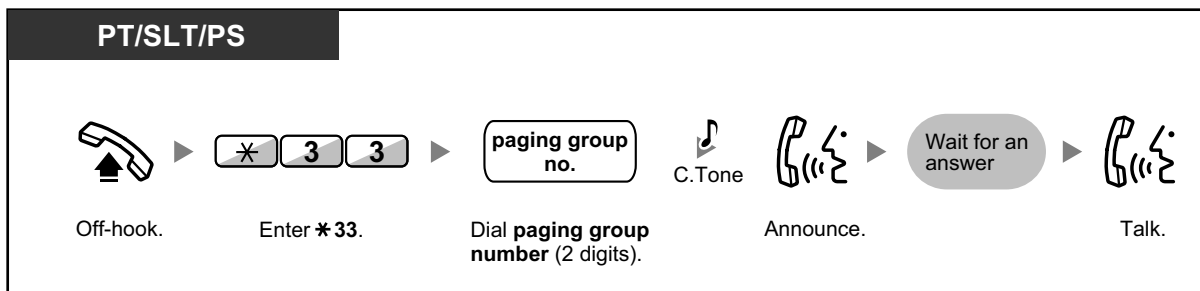 PT/SLT/PS
✳ 3 3
paging group
no.
C.Tone
Wait for an
answer
Off-hook.
Enter ✳33.
Dial paging group
number (2 digits).
Announce.
Talk.